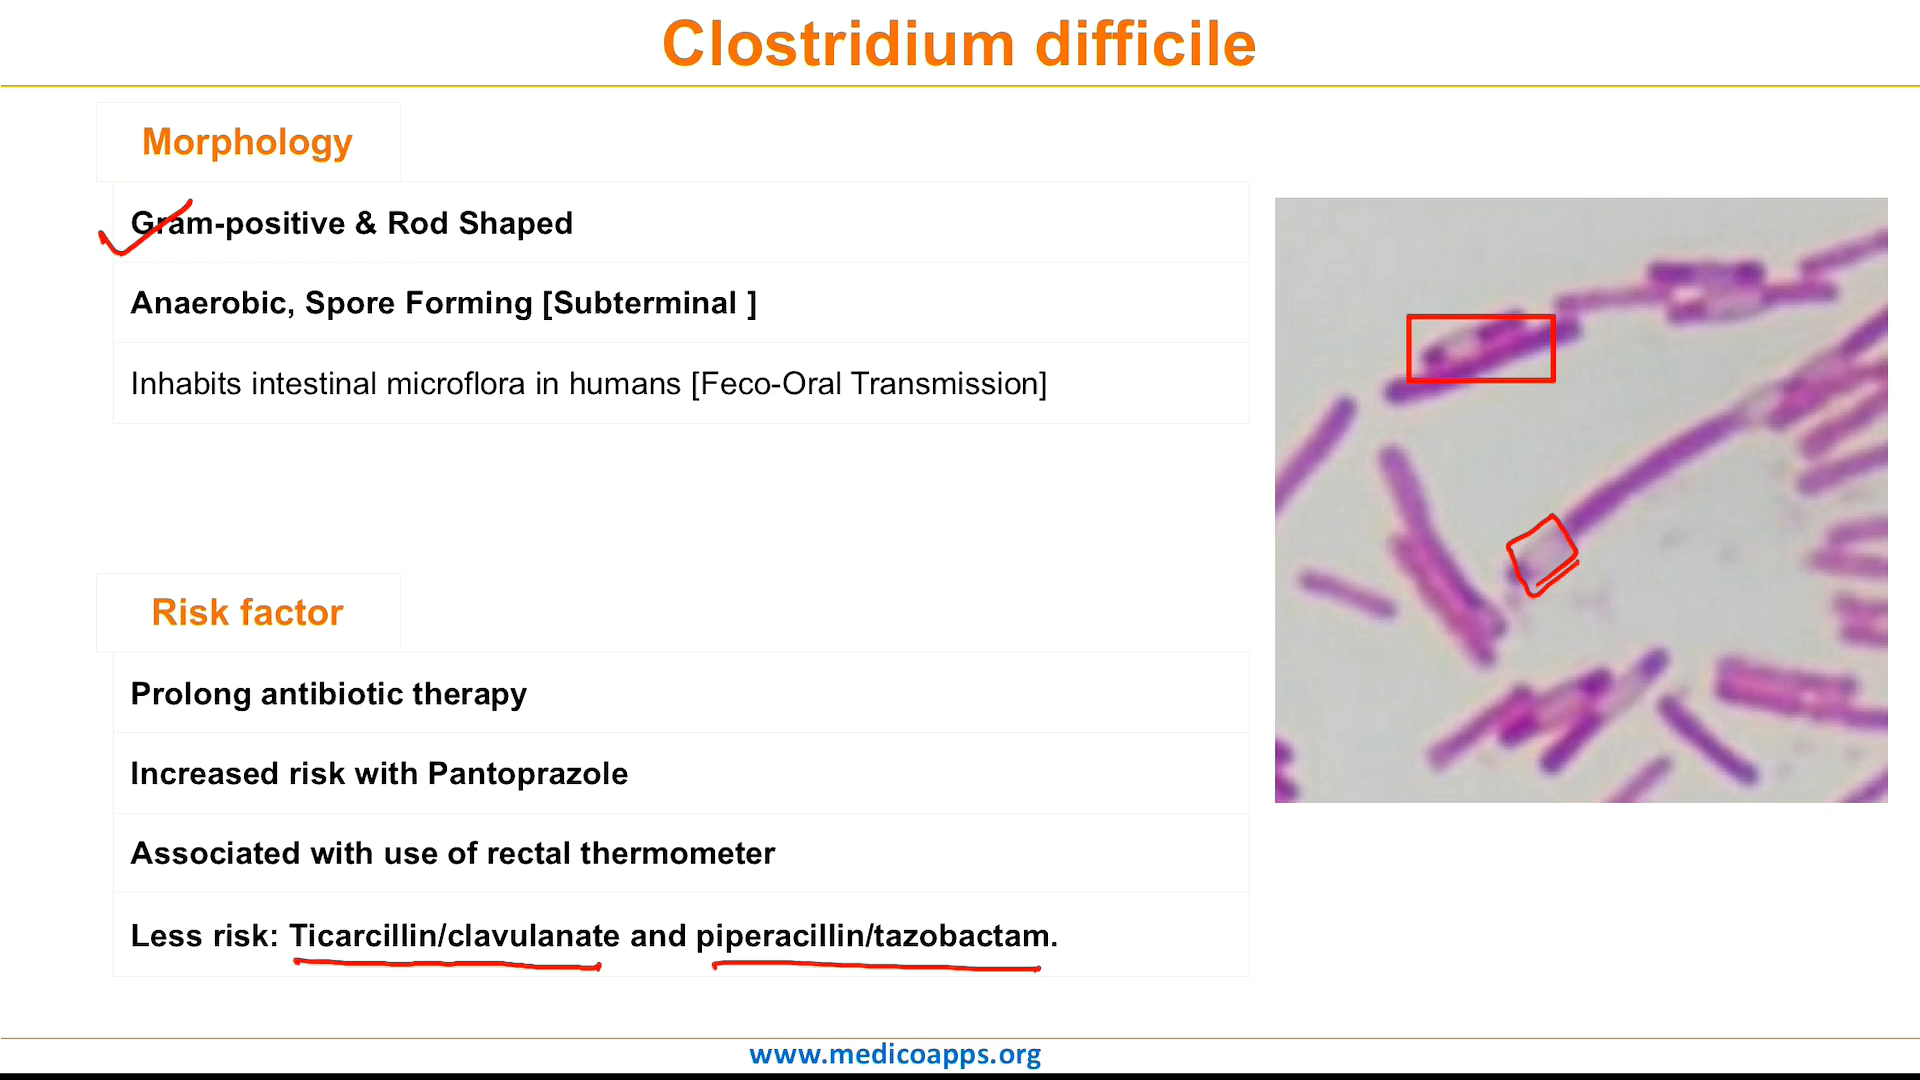 Clostridium difficile
Morphology
Gram-positive & Rod Shaped
Anaerobic, Spore Forming [Subterminal ]
Inhabits intestinal microflora in humans [Feco-Oral Transmission]
Risk factor
Prolong antibiotic therapy
Increased risk with Pantoprazole
Associated with use of rectal thermometer
Less risk: Ticarcillin/clavulanate and piperacillin/tazobactam.
www.medicoapps.org